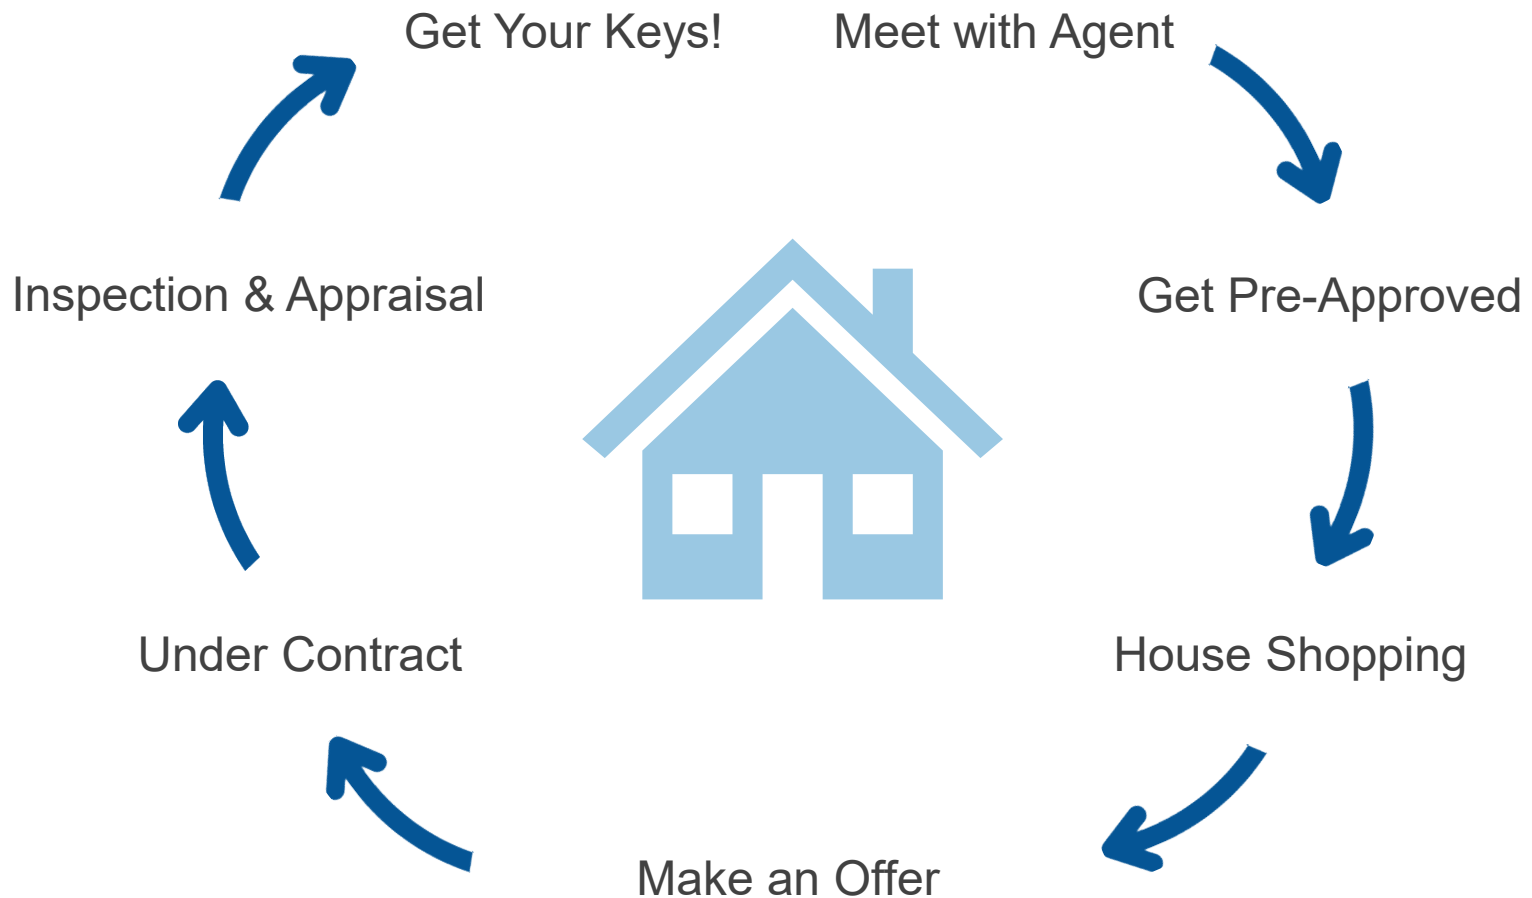 Get Your Keys!
Meet with Agent
Inspection & Appraisal
Get Pre-Approved
Under Contract
House Shopping
Make an Offer